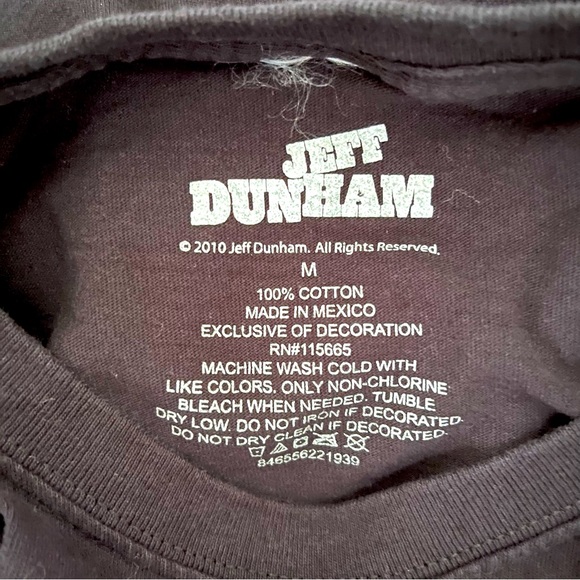 JEFF
DUNHAM
© 2010 Jeff Dunham. All Rights Reserved.
M
100% COTTON
MADE IN MEXICO
EXCLUSIVE OF DECORATION
RN#115665
MACHINE WASH COLD WITH
LIKE COLORS. ONLY NON-CHLORINE
BLEACH WHEN NEEDED. TUMBLE
DRY LOW. DO NOT IRON IF DECORATED.
DO NOT DRY CLEAN IF DECORATED.
846556221939